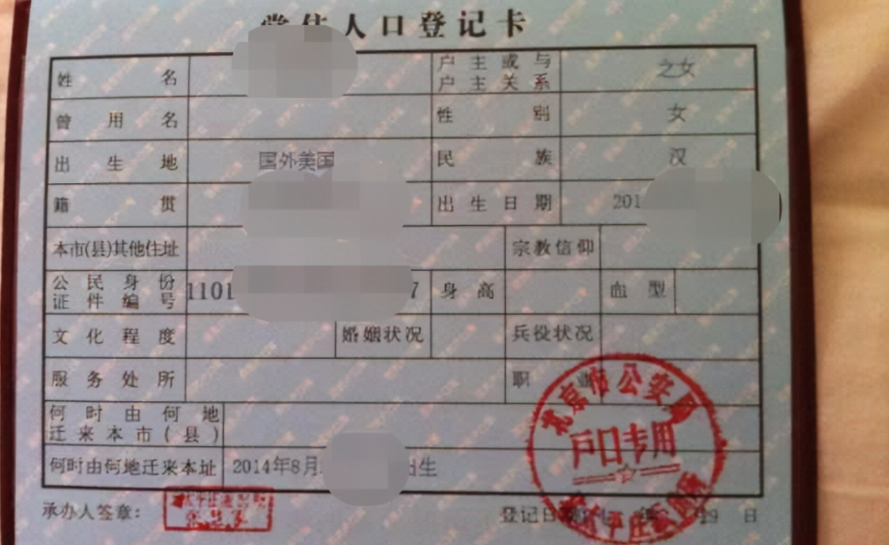 常住人口登记卡
姓名 户主或与户主关系 之女
曾用名 性别 女
出生地 国外美国 民族 汉
籍贯 出生日期 201
本市(县)其他住址 宗教信仰
公民身份证件编号 1101 7 身高 血型
文化程度 婚姻状况 兵役状况
服务处所 职业
何时由何地迁来本市(县)
何时由何地迁来本址 2014年8月 出生
承办人签章: 登记日期 年 19 日
北京市公安局
户口专用